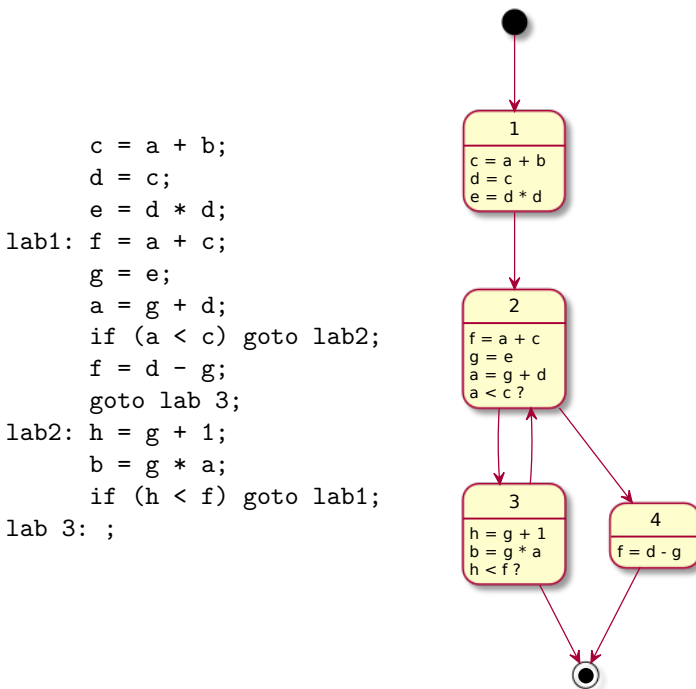 c = a + b;
d = c;
e = d * d;
lab1: f = a + c;
g = e;
a = g + d;
if (a < c) goto lab2;
f = d - g;
goto lab 3;
lab2: h = g + 1;
b = g * a;
if (h < f) goto lab1;
lab 3: ;
1
c = a + b
d = c
e = d * d
2
f = a + c
g = e
a = g + d
a < c ?
3
h = g + 1
b = g * a
h < f ?
4
f = d - g